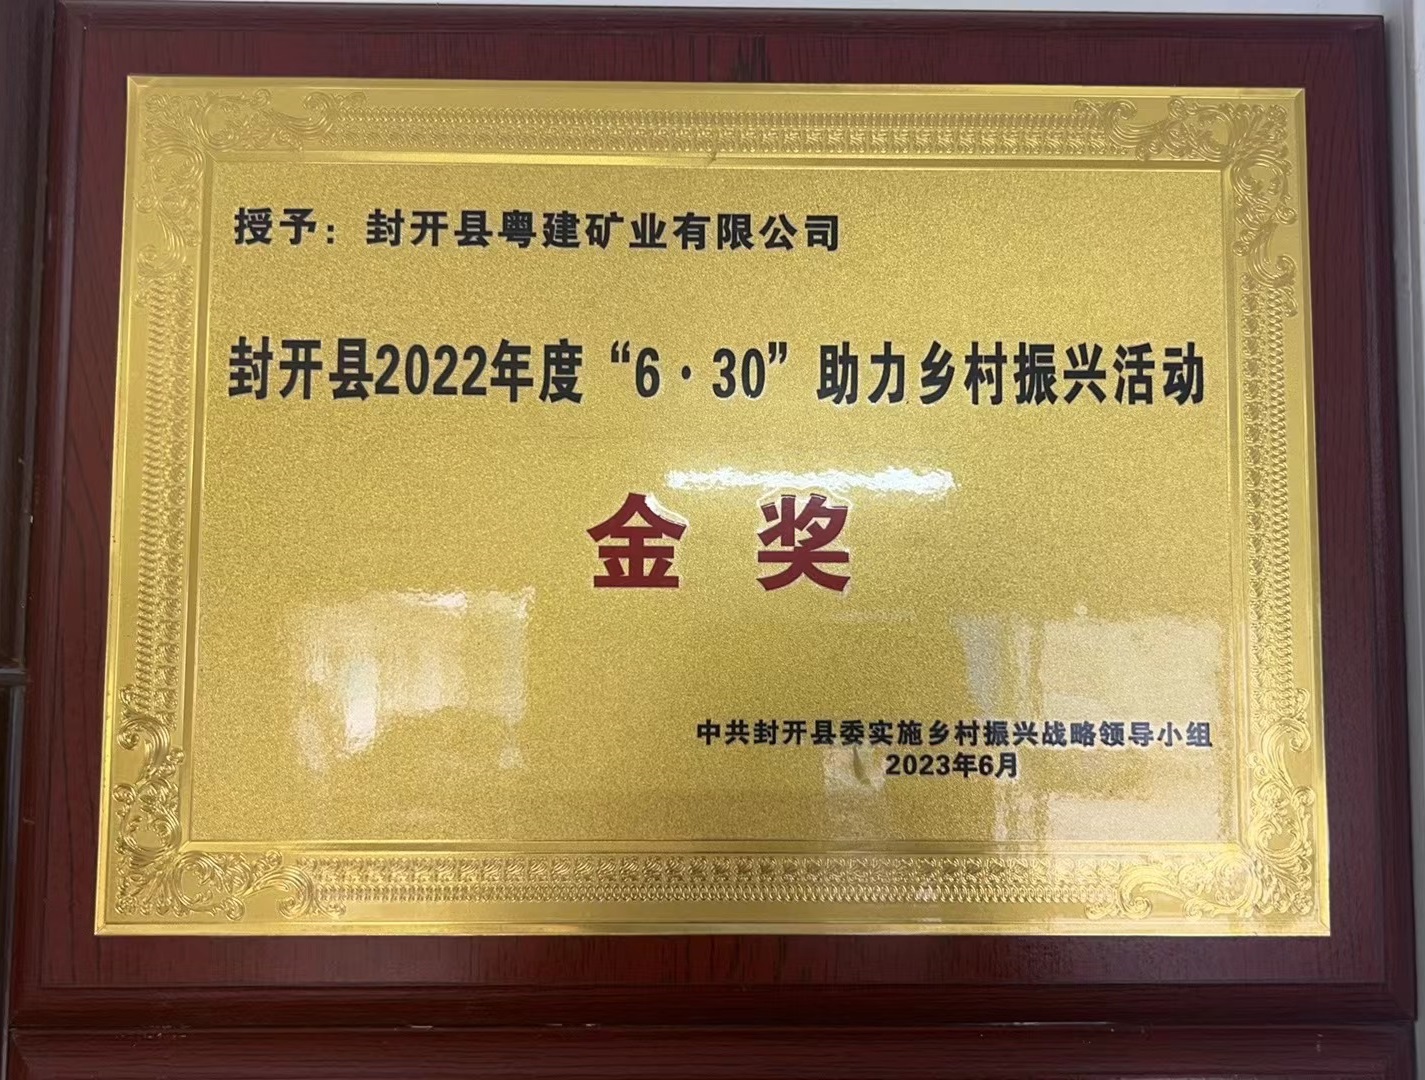 授予：封开县粤建矿业有限公司
封开县2022年度“6·30”助力乡村振兴活动
金奖
中共封开县委实施乡村振兴战略领导小组
2023年6月